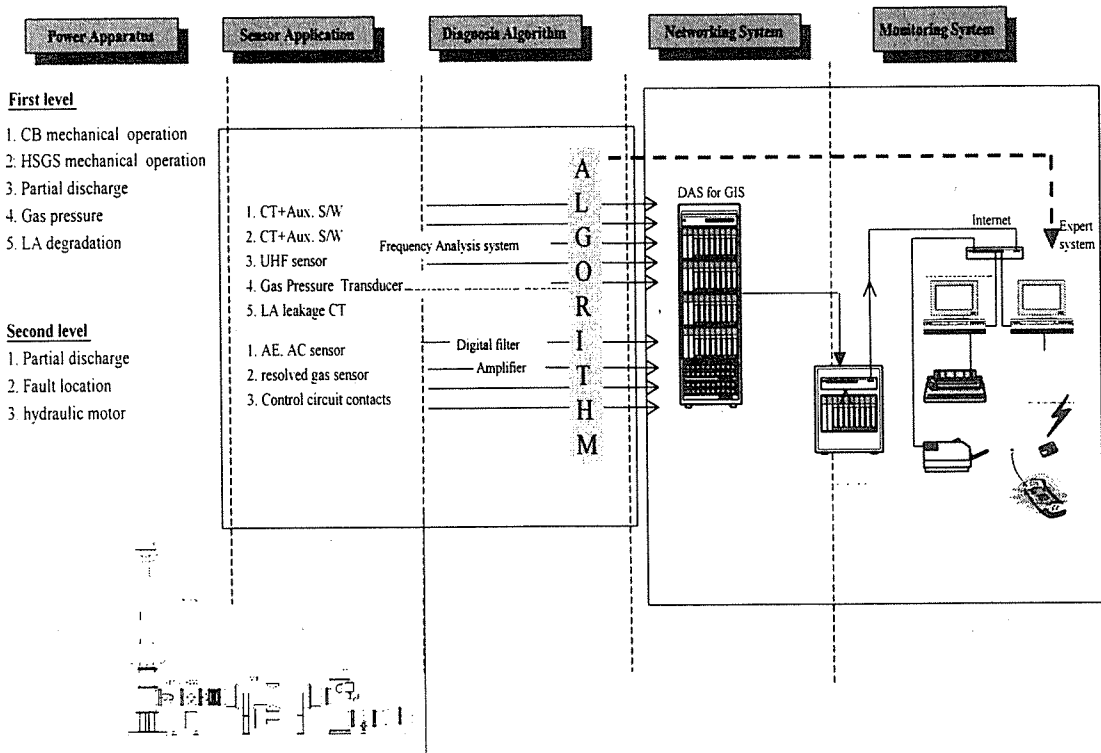 Power Apparatus
Sensor Application
Diagnosis Algorithm
Networking System
Monitoring System
First level
1. CB mechanical operation
2. HSGS mechanical operation
3. Partial discharge
4. Gas pressure
5. LA degradation
Second level
1. Partial discharge
2. Fault location
3 hydraulic motor
1. CT+Aux. S/W
2. CT+Aux. S/W
3. UHF sensor
4. Gas Pressure Transducer
5. LA leakage CT
1. AE. AC sensor
2. resolved gas sensor
3. Control circuit contacts
Frequency Analysis system
Digital filter
Amplifier
A
L
G
O
R
I
T
H
M
DAS for GIS
Internet
Expert
system